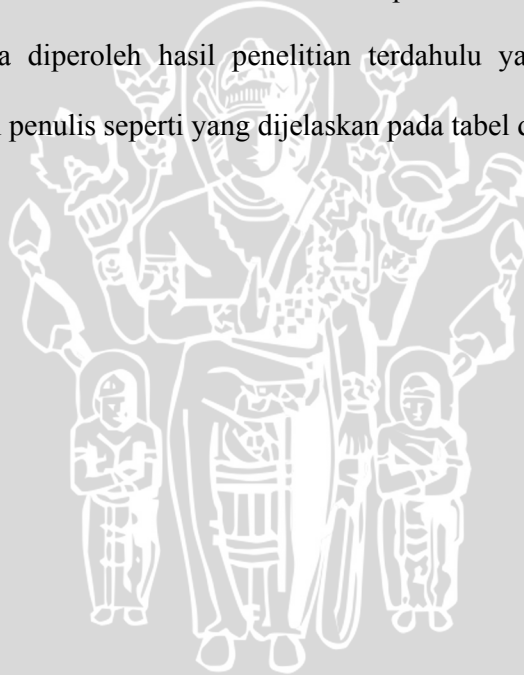 a diperoleh hasil penelitian terdahulu ya
penulis seperti yang dijelaskan pada tabel d